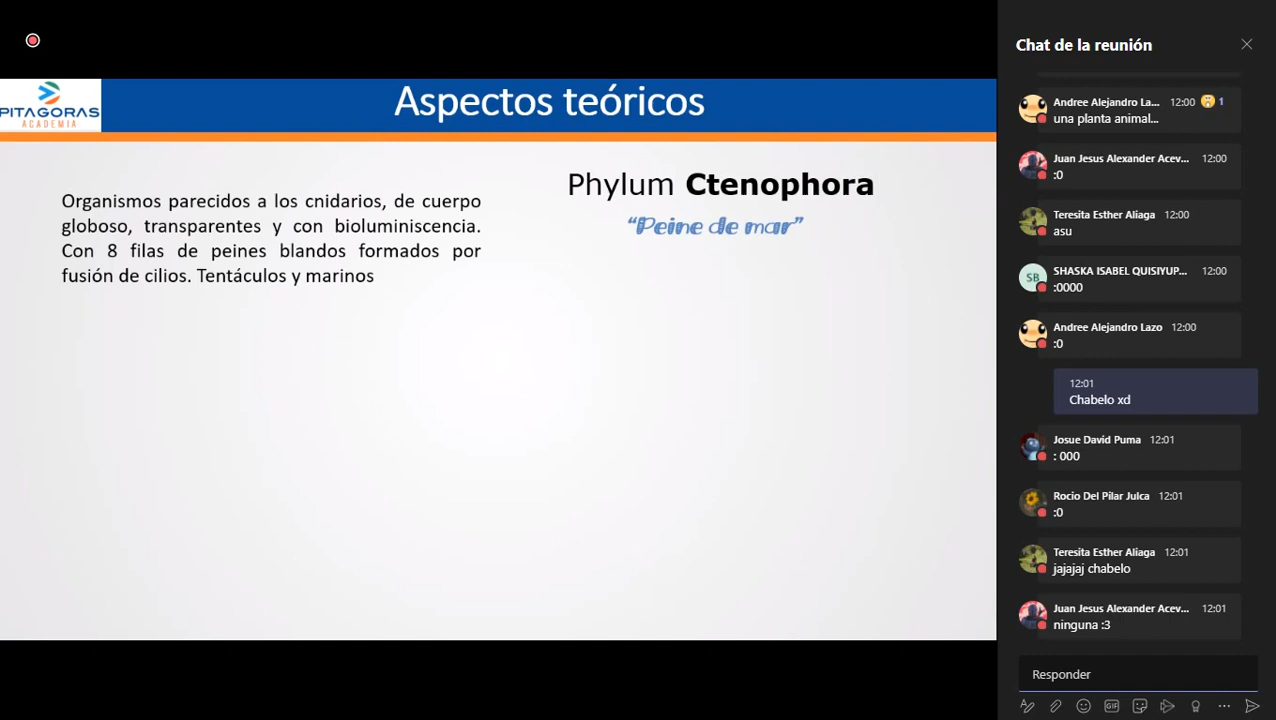 PITAGORAS
ACADEMIA
Aspectos teóricos
Organismos parecidos a los cnidarios, de cuerpo
globoso, transparentes y con bioluminiscencia.
Con 8 filas de peines blandos formados por
fusión de cilios. Tentáculos y marinos
Phylum Ctenophora
“Peine de mar”
Chat de la reunión
Andree Alejandro La... 12:00 1
una planta animal...
Juan Jesus Alexander Acev... 12:00
:0
Teresita Esther Aliaga 12:00
asu
SB
SHASKA ISABEL QUISIYUP... 12:00
:0000
Andree Alejandro Lazo 12:00
:0
12:01
Chabelo xd
Josue David Puma 12:01
: 000
Rocio Del Pilar Julca 12:01
:0
Teresita Esther Aliaga 12:01
jajajaj chabelo
Juan Jesus Alexander Acev... 12:01
ninguna :3
Responder
GIF